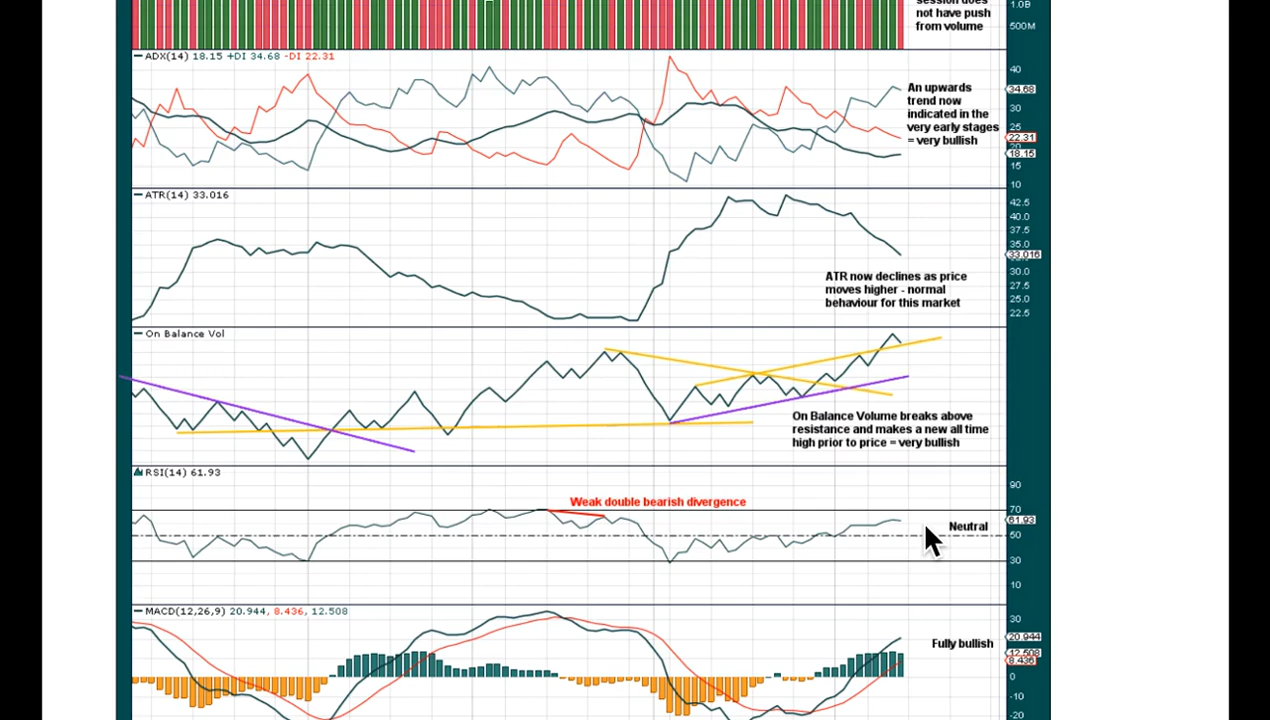 session does
not have push
from volume
1.0B
500M
ADX(14) 18.15 +DI 34.68 -DI 22.31
40
34.68
30
25
22.31
20
18.15
15
10
An upwards
trend now
indicated in the
very early stages
= very bullish
ATR(14) 33.016
42.5
40.0
37.5
35.0
33.016
30.0
27.5
25.0
22.5
ATR now declines as price
moves higher - normal
behaviour for this market
On Balance Vol
On Balance Volume breaks above
resistance and makes a new all time
high prior to price = very bullish
RSI(14) 61.93
90
70
61.93
50
30
10
Weak double bearish divergence
Neutral
MACD(12,26,9) 20.944, 8.436, 12.508
30
20.944
12.508
8.436
0
-10
-20
Fully bullish